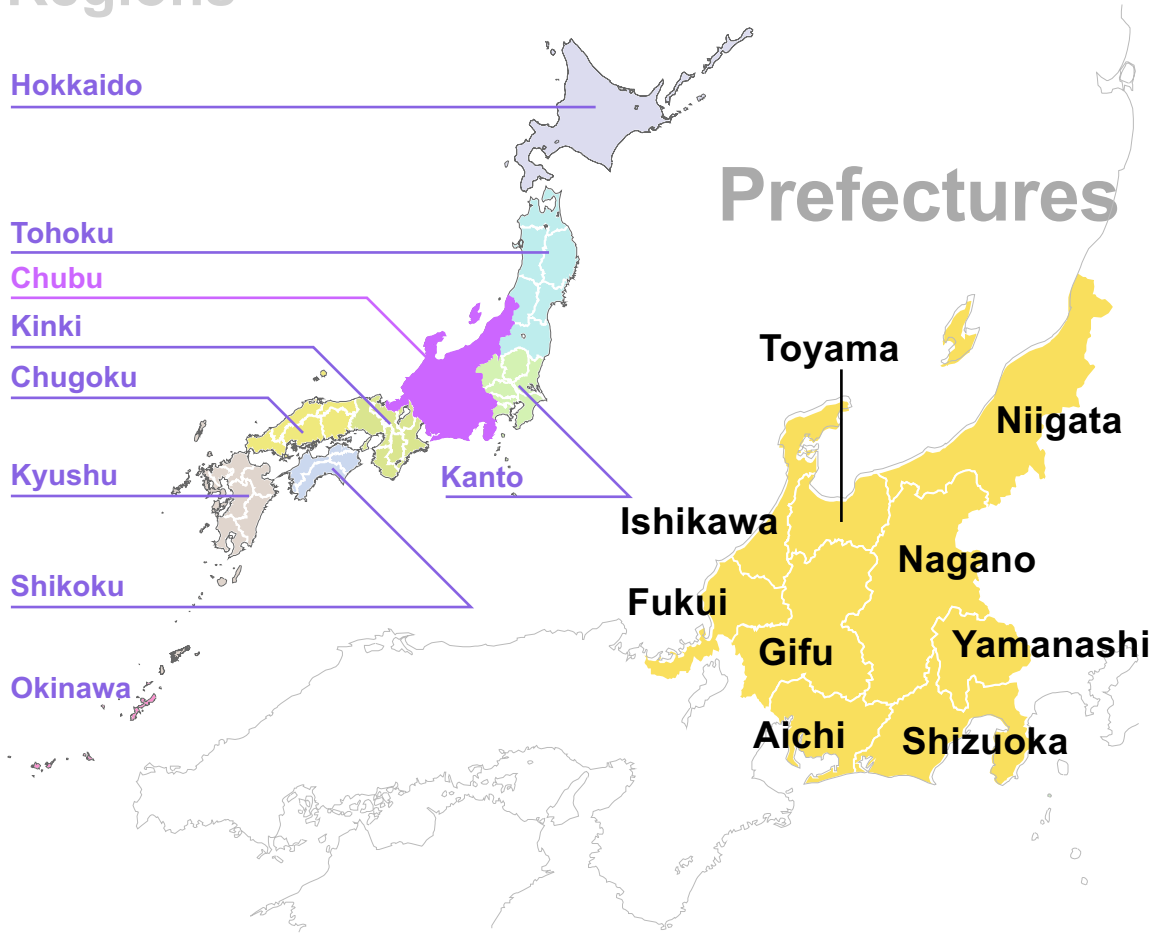 Regions
Hokkaido
Prefectures
Tohoku
Chubu
Kinki
Toyama
Chugoku
Niigata
Kyushu
Kanto
Ishikawa
Nagano
Shikoku
Fukui
Gifu
Yamanashi
Okinawa
Aichi
Shizuoka